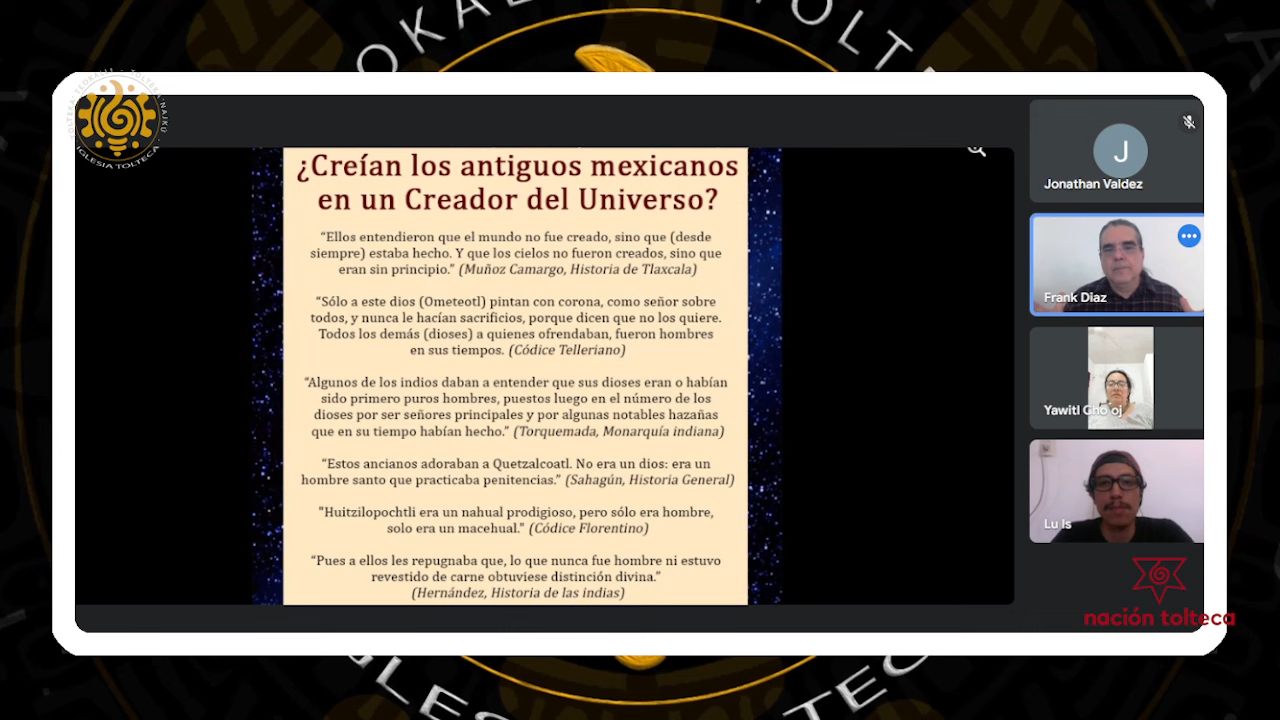 TOLTEKA TEOKALLI · TOLTEKA NAJKÚ
IGLESIA TOLTECA
¿Creían los antiguos mexicanos
en un Creador del Universo?
“Ellos entendieron que el mundo no fue creado, sino que (desde
siempre) estaba hecho. Y que los cielos no fueron creados, sino que
eran sin principio.” (Muñoz Camargo, Historia de Tlaxcala)
“Sólo a este dios (Ometeotl) pintan con corona, como señor sobre
todos, y nunca le hacían sacrificios, porque dicen que no los quiere.
Todos los demás (dioses) a quienes ofrendaban, fueron hombres
en sus tiempos. (Códice Telleriano)
“Algunos de los indios daban a entender que sus dioses eran o habían
sido primero puros hombres, puestos luego en el número de los
dioses por ser señores principales y por algunas notables hazañas
que en su tiempo habían hecho.” (Torquemada, Monarquía indiana)
“Estos ancianos adoraban a Quetzalcoatl. No era un dios: era un
hombre santo que practicaba penitencias.” (Sahagún, Historia General)
"Huitzilopochtli era un nahual prodigioso, pero sólo era hombre,
solo era un macehual." (Códice Florentino)
“Pues a ellos les repugnaba que, lo que nunca fue hombre ni estuvo
revestido de carne obtuviese distinción divina.”
(Hernández, Historia de las indias)
J
Jonathan Valdez
Frank Diaz
Yawitl Cho oj
Lu Is
nación tolteca